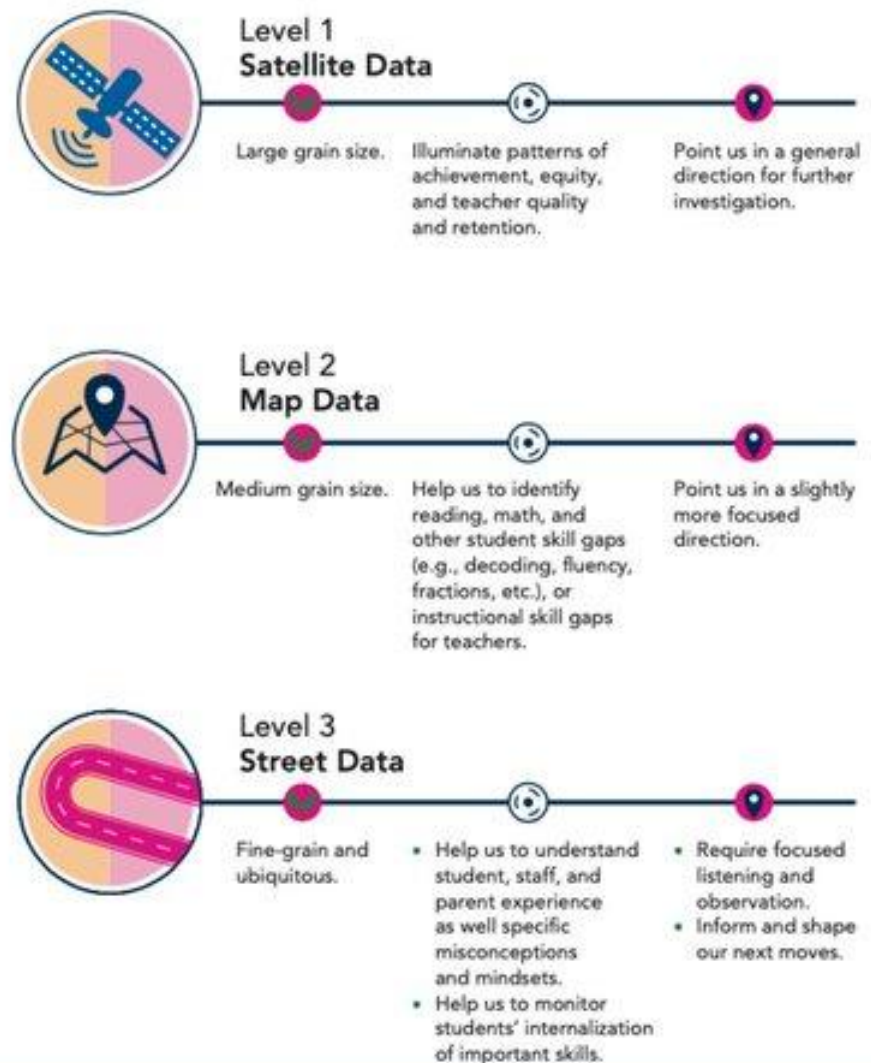 Level 1
Satellite Data
Large grain size.
Illuminate patterns of
achievement, equity,
and teacher quality
and retention.
Point us in a general
direction for further
investigation.
Level 2
Map Data
Medium grain size.
Help us to identify
reading, math, and
other student skill gaps
(e.g., decoding, fluency,
fractions, etc.), or
instructional skill gaps
for teachers.
Point us in a slightly
more focused
direction.
Level 3
Street Data
Fine-grain and
ubiquitous.
• Help us to understand
student, staff, and
parent experience
as well specific
misconceptions
and mindsets.
• Help us to monitor
students' internalization
of important skills.
• Require focused
listening and
observation.
• Inform and shape
our next moves.